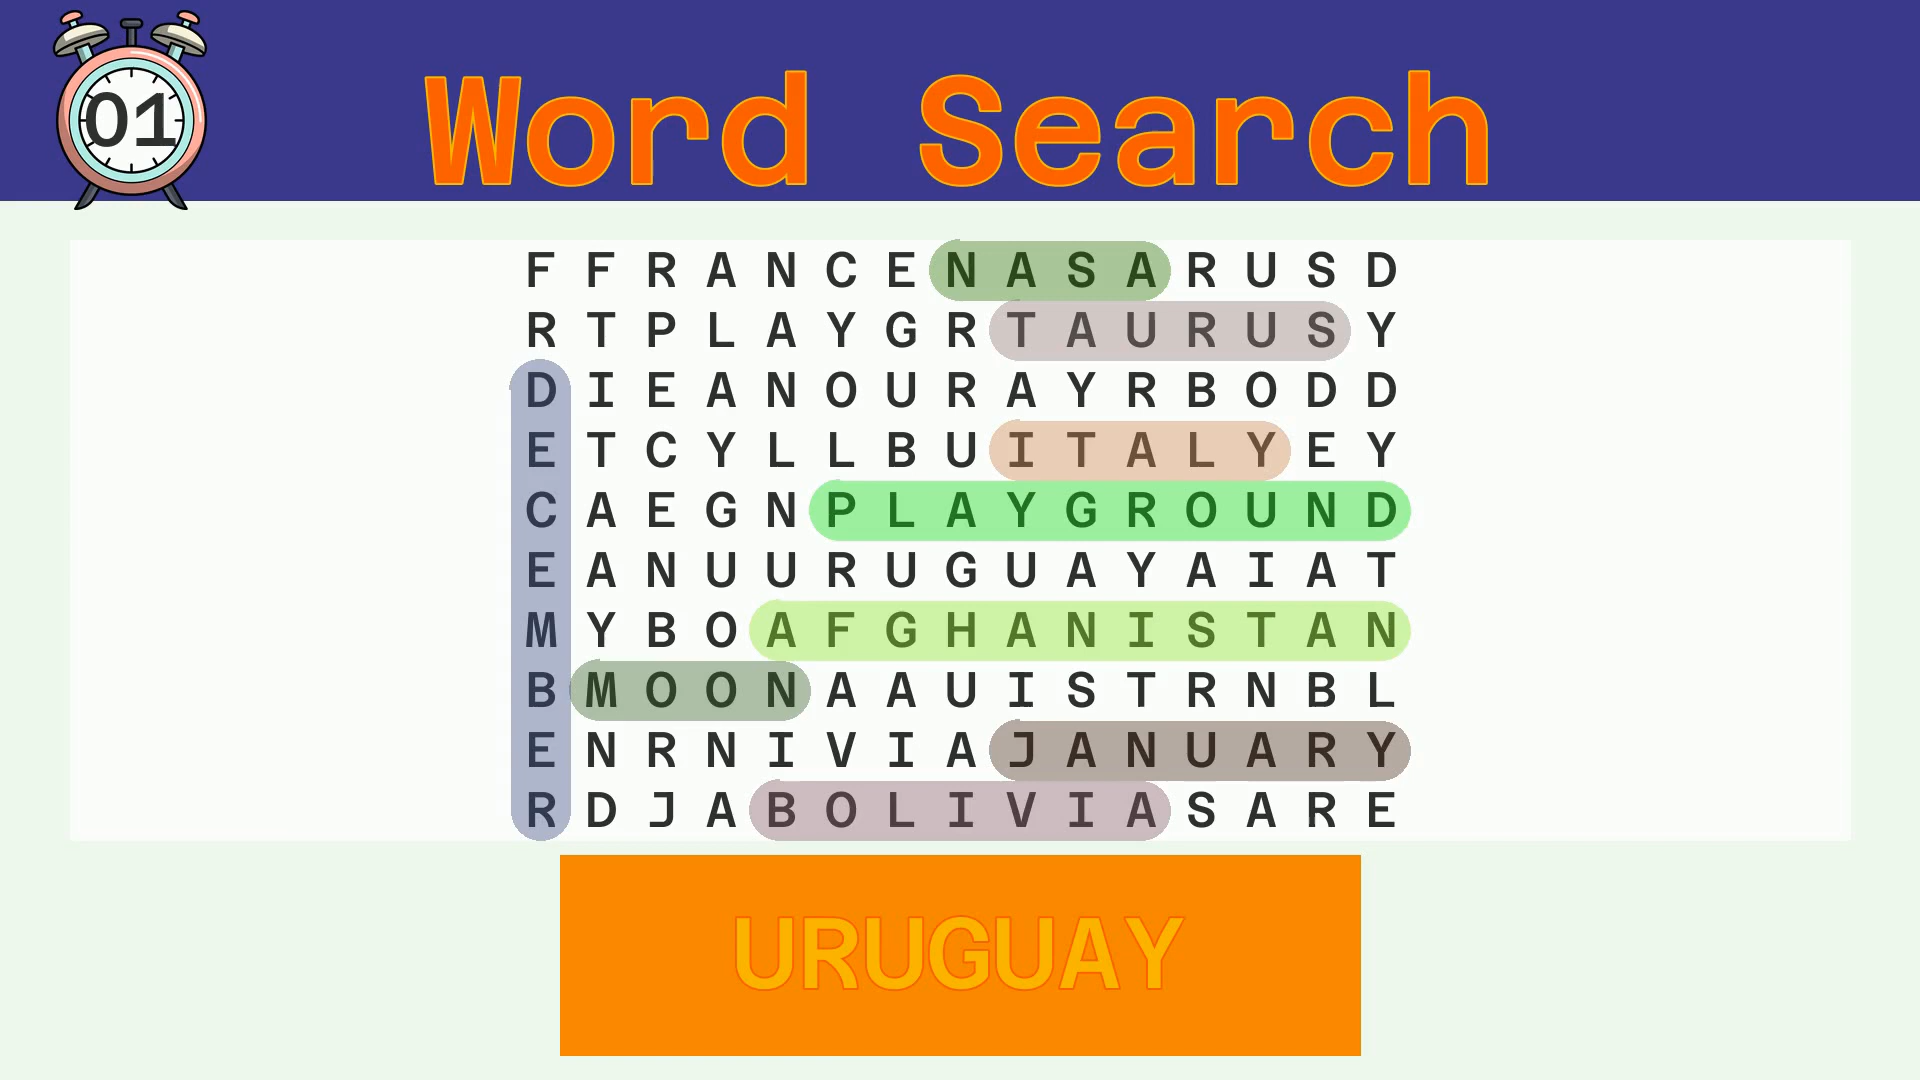 01
Word Search
F F R A N C E N A S A R U S D
R T P L A Y G R T A U R U S Y
D I E A N O U R A Y R B O D D
E T C Y L L B U I T A L Y E Y
C A E G N P L A Y G R O U N D
E A N U U R U G U A Y A I A T
M Y B O A F G H A N I S T A N
B M O O N A A U I S T R N B L
E N R N I V I A J A N U A R Y
R D J A B O L I V I A S A R E
URUGUAY